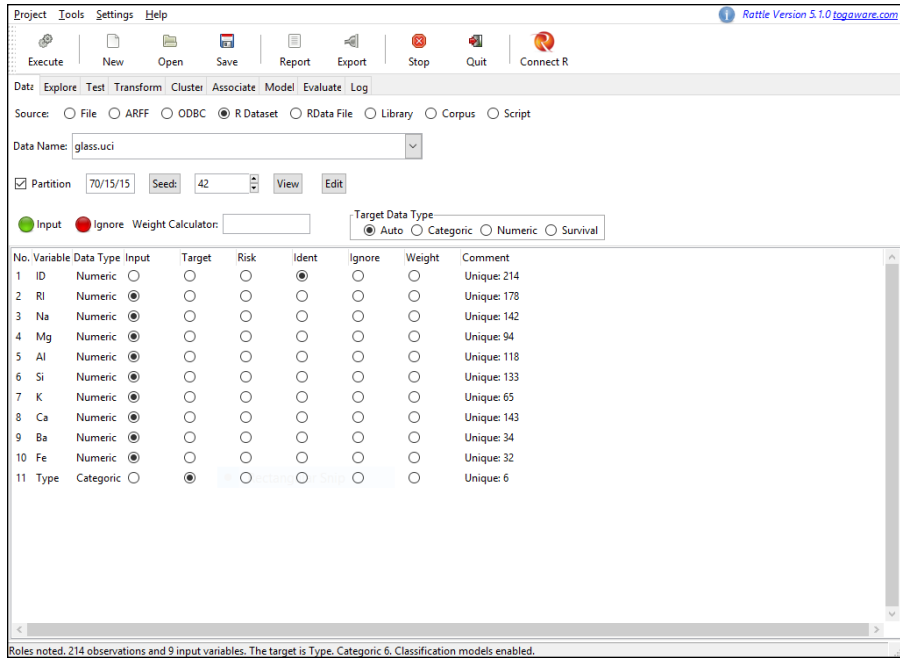 Project Tools Settings Help Rattle Version 5.1.0 togaware.com
Execute New Open Save Report Export Stop Quit Connect R
Data Explore Test Transform Cluster Associate Model Evaluate Log
Source: File ARFF ODBC R Dataset RData File Library Corpus Script
Data Name: glass.uci
Partition 70/15/15 Seed: 42 View Edit
Target Data Type
Input Ignore Weight Calculator: Auto Categoric Numeric Survival
No. Variable Data Type Input Target Risk Ident Ignore Weight Comment
1 ID Numeric Unique: 214
2 RI Numeric Unique: 178
3 Na Numeric Unique: 142
4 Mg Numeric Unique: 94
5 Al Numeric Unique: 118
6 Si Numeric Unique: 133
7 K Numeric Unique: 65
8 Ca Numeric Unique: 143
9 Ba Numeric Unique: 34
10 Fe Numeric Unique: 32
11 Type Categoric Unique: 6
Roles noted. 214 observations and 9 input variables. The target is Type. Categoric 6. Classification models enabled.